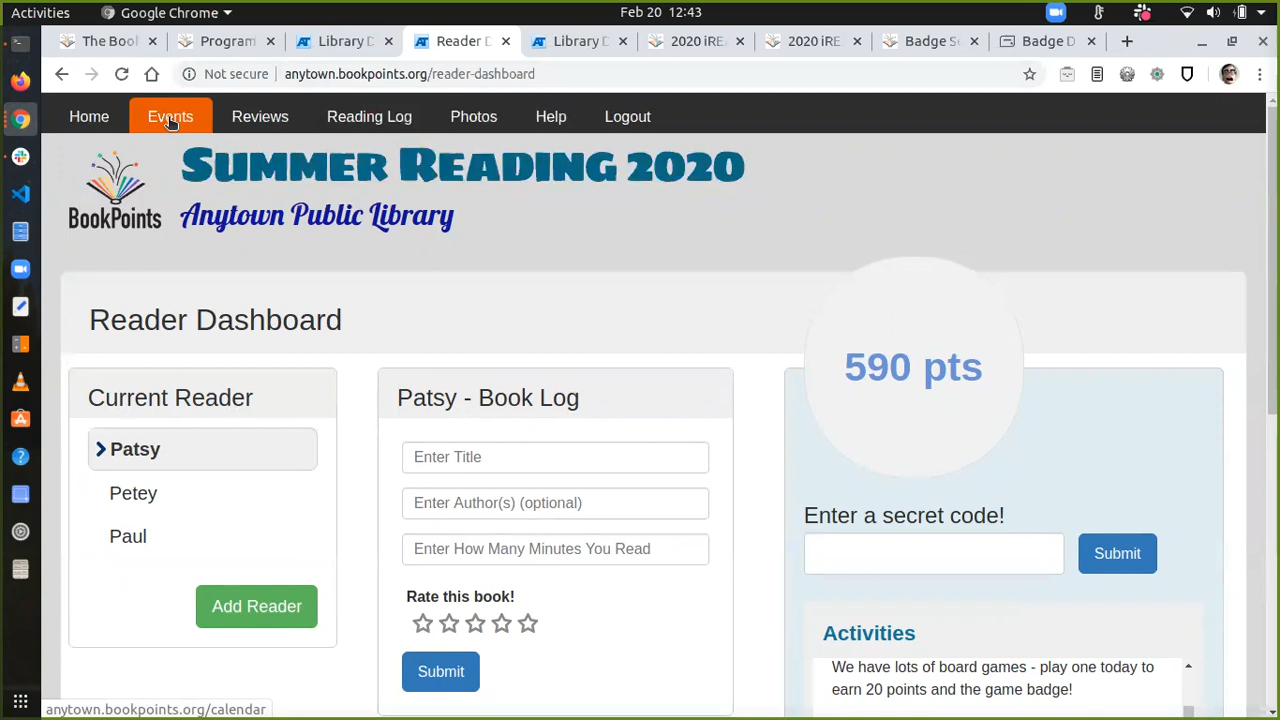 Activities
Google Chrome
Feb 20 12:43
The Boo
Program
Library D
Reader D
Library D
2020 iRE
2020 iRE
Badge S
Badge D
Not secure
anytown.bookpoints.org/reader-dashboard
Home
Events
Reviews
Reading Log
Photos
Help
Logout
BookPoints
Summer Reading 2020
Anytown Public Library
Reader Dashboard
590 pts
Current Reader
Patsy
Petey
Paul
Add Reader
Patsy - Book Log
Enter Title
Enter Author(s) (optional)
Enter How Many Minutes You Read
Rate this book!
Submit
Enter a secret code!
Submit
Activities
We have lots of board games - play one today to
earn 20 points and the game badge!
anytown.bookpoints.org/calendar